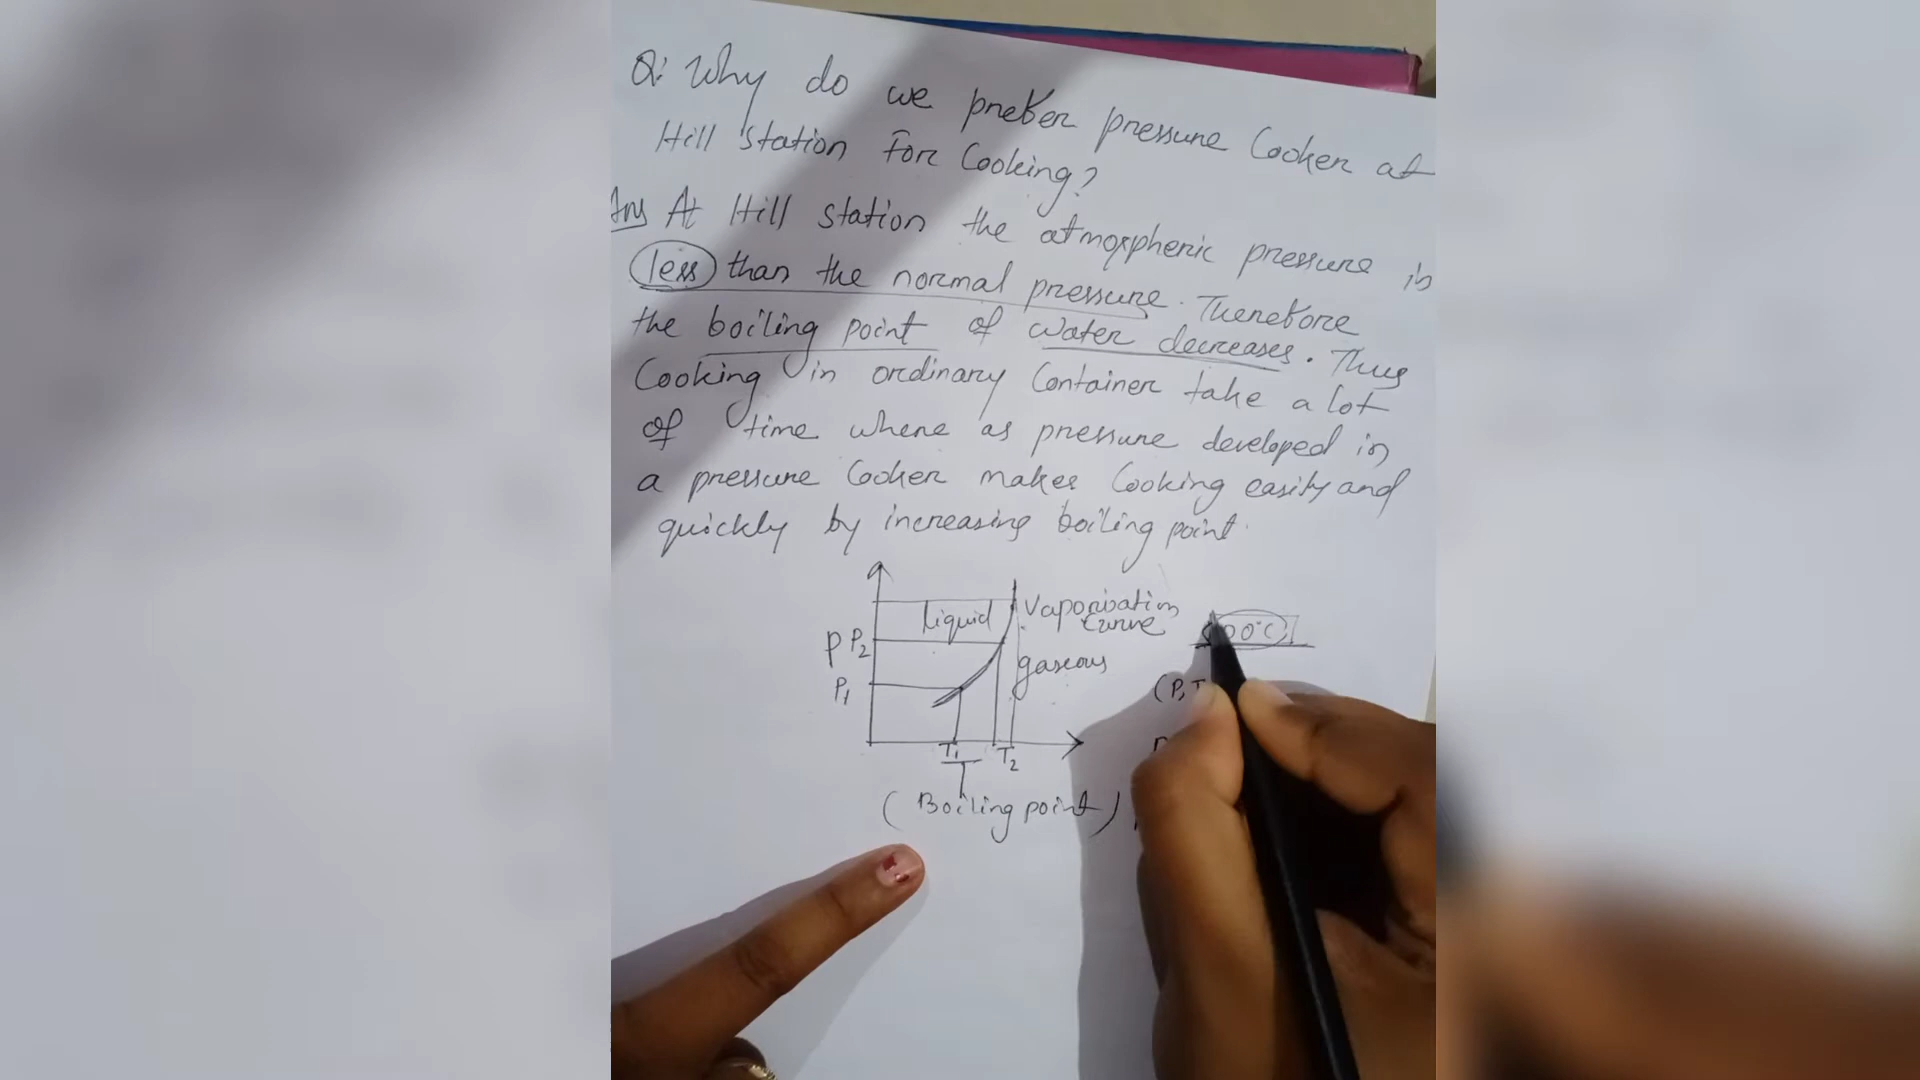 Q: Why do we prefer pressure Cooker at
Hill station For Cooking?
Ans At Hill station the atmospheric pressure is
less than the normal pressure. Therefore
the boiling point of water decreases. Thus
Cooking in ordinary Container take a lot
of time where as pressure developed in
a pressure Cooker makes Cooking easity and
quickly by increasing boiling point.
liquid
Vaporisation
Curve
P P2
gaseous
P1
T1 T2
(Boiling point)
00°C
(P, T